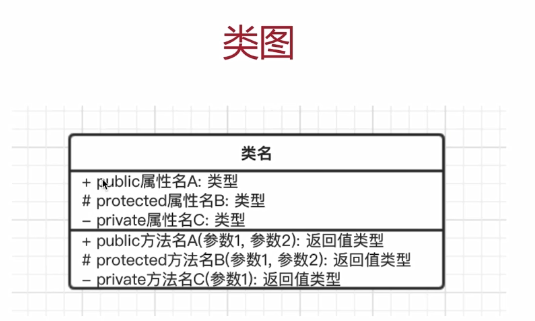 类图
类名
+ public属性名A: 类型
# protected属性名B: 类型
− private属性名C: 类型
+ public方法名A(参数1, 参数2): 返回值类型
# protected方法名B(参数1, 参数2): 返回值类型
− private方法名C(参数1): 返回值类型